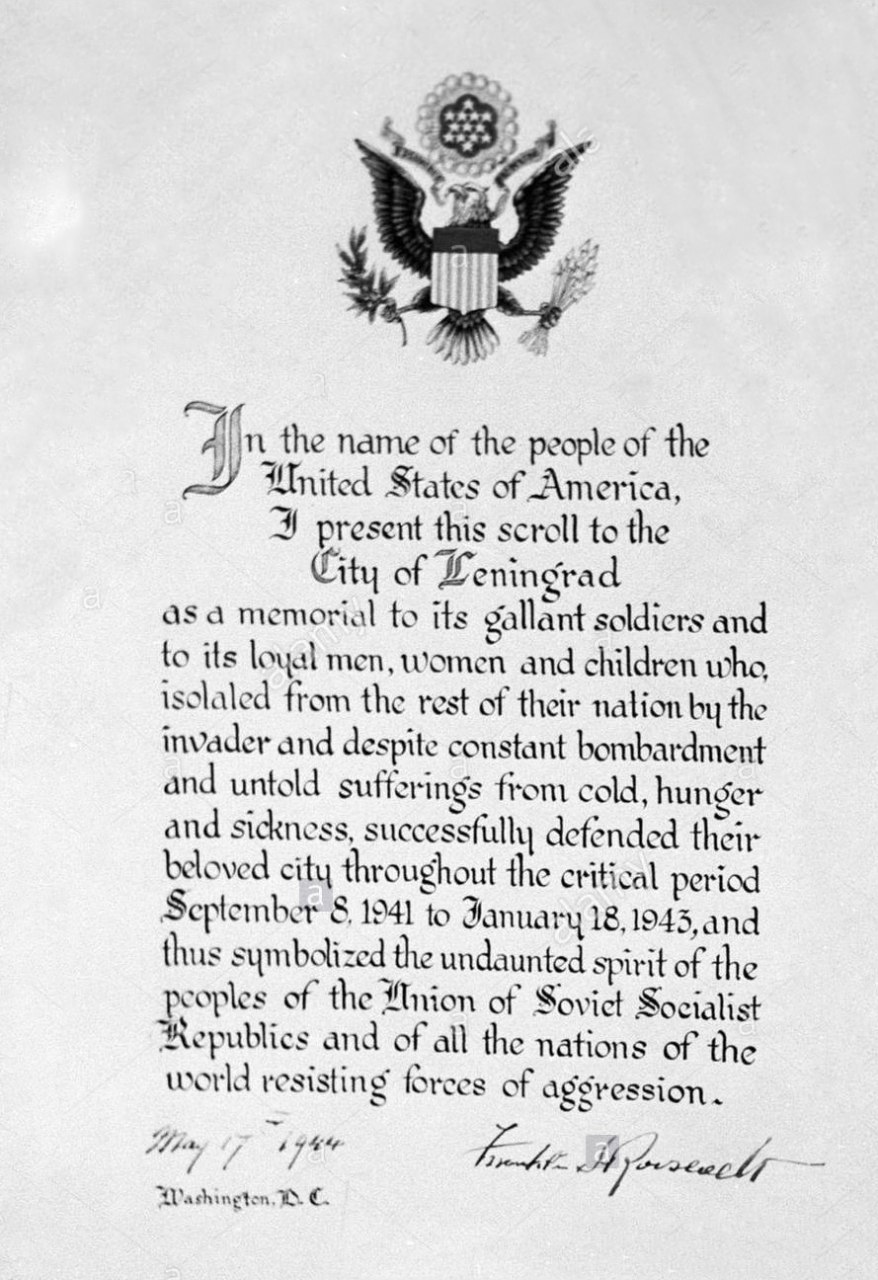 In the name of the people of the
United States of America,
I present this scroll to the
City of Leningrad
as a memorial to its gallant soldiers and
to its loyal men, women and children who,
isolaled from the rest of their nation by the
invader and despite constant bombardment
and untold sufferings from cold, hunger
and sickness, successfully defended their
beloved city throughout the critical period
September 8, 1941 to January 18, 1943, and
thus symbolized the undaunted spirit of the
peoples of the Union of Soviet Socialist
Republics and of all the nations of the
world resisting forces of aggression.
May 17th 1944
Franklin D Roosevelt
Washington, D. C.